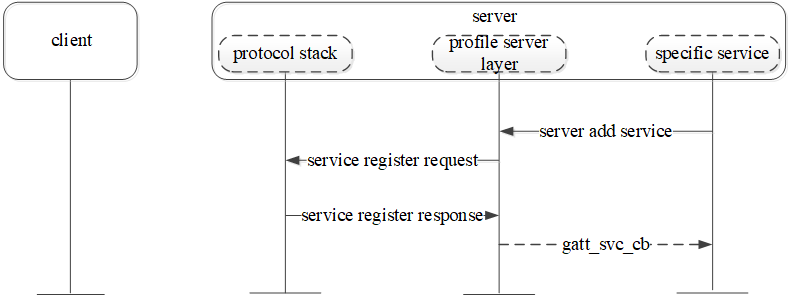 client
server
protocol stack
profile server
layer
specific service
server add service
service register request
service register response
gatt_svc_cb